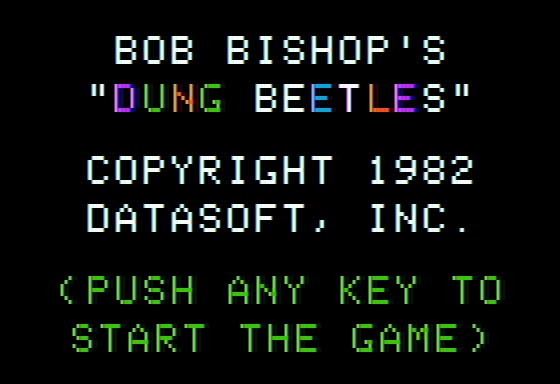 BOB BISHOP'S
"DUNG BEETLES"
COPYRIGHT 1982
DATASOFT, INC.
(PUSH ANY KEY TO
START THE GAME)